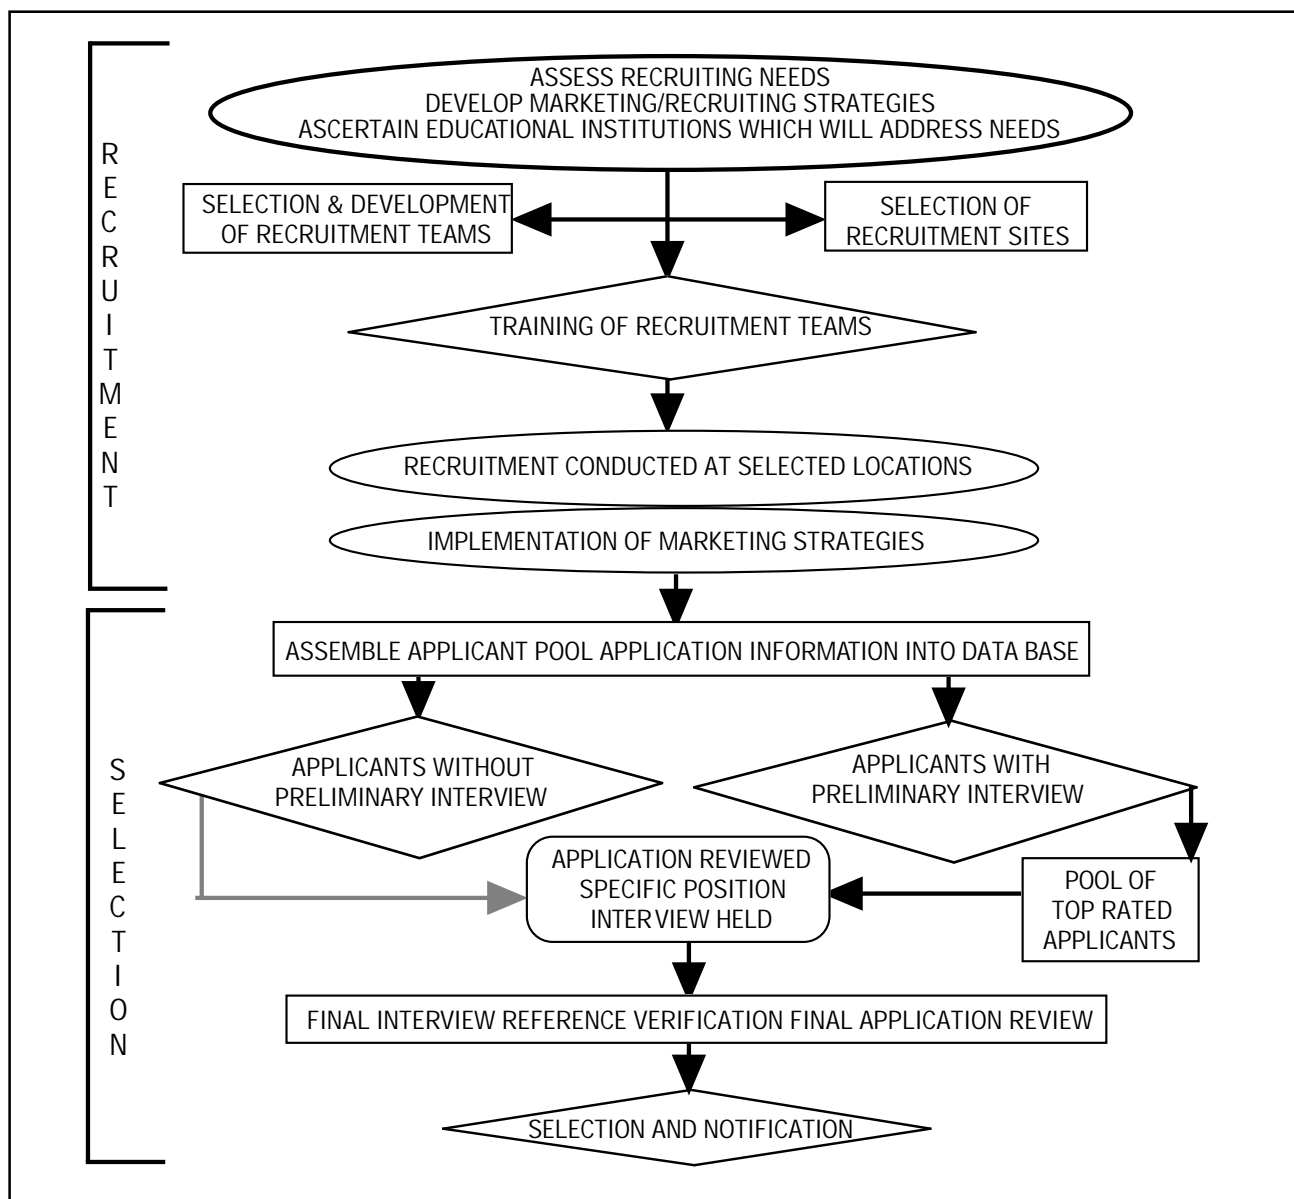 RECRUITMENT
ASSESS RECRUITING NEEDS
DEVELOP MARKETING/RECRUITING STRATEGIES
ASCERTAIN EDUCATIONAL INSTITUTIONS WHICH WILL ADDRESS NEEDS
SELECTION & DEVELOPMENT
OF RECRUITMENT TEAMS
SELECTION OF
RECRUITMENT SITES
TRAINING OF RECRUITMENT TEAMS
RECRUITMENT CONDUCTED AT SELECTED LOCATIONS
IMPLEMENTATION OF MARKETING STRATEGIES
SELECTION
ASSEMBLE APPLICANT POOL APPLICATION INFORMATION INTO DATA BASE
APPLICANTS WITHOUT
PRELIMINARY INTERVIEW
APPLICANTS WITH
PRELIMINARY INTERVIEW
APPLICATION REVIEWED
SPECIFIC POSITION
INTERVIEW HELD
POOL OF
TOP RATED
APPLICANTS
FINAL INTERVIEW REFERENCE VERIFICATION FINAL APPLICATION REVIEW
SELECTION AND NOTIFICATION